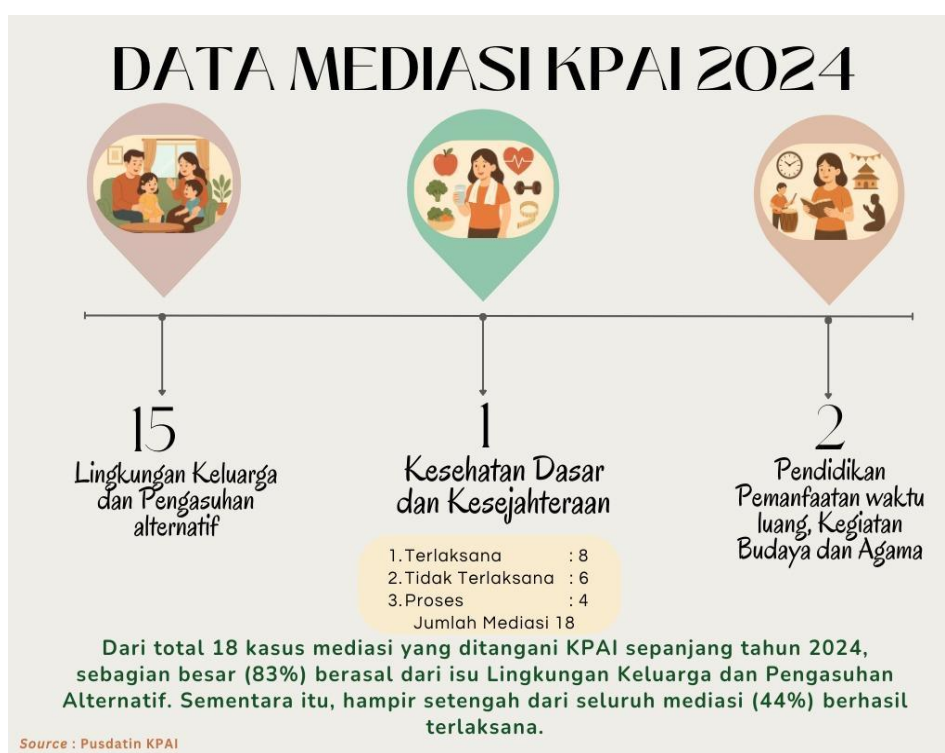 DATA MEDIASI KPAI 2024
15
Lingkungan Keluarga
dan Pengasuhan
alternatif
1
Kesehatan Dasar
dan Kesejahteraan
2
Pendidikan
Pemanfaatan waktu
luang, Kegiatan
Budaya dan Agama
1. Terlaksana : 8
2. Tidak Terlaksana : 6
3. Proses : 4
Jumlah Mediasi 18
Dari total 18 kasus mediasi yang ditangani KPAI sepanjang tahun 2024,
sebagian besar (83%) berasal dari isu Lingkungan Keluarga dan Pengasuhan
Alternatif. Sementara itu, hampir setengah dari seluruh mediasi (44%) berhasil
terlaksana.
Source : Pusdatin KPAI